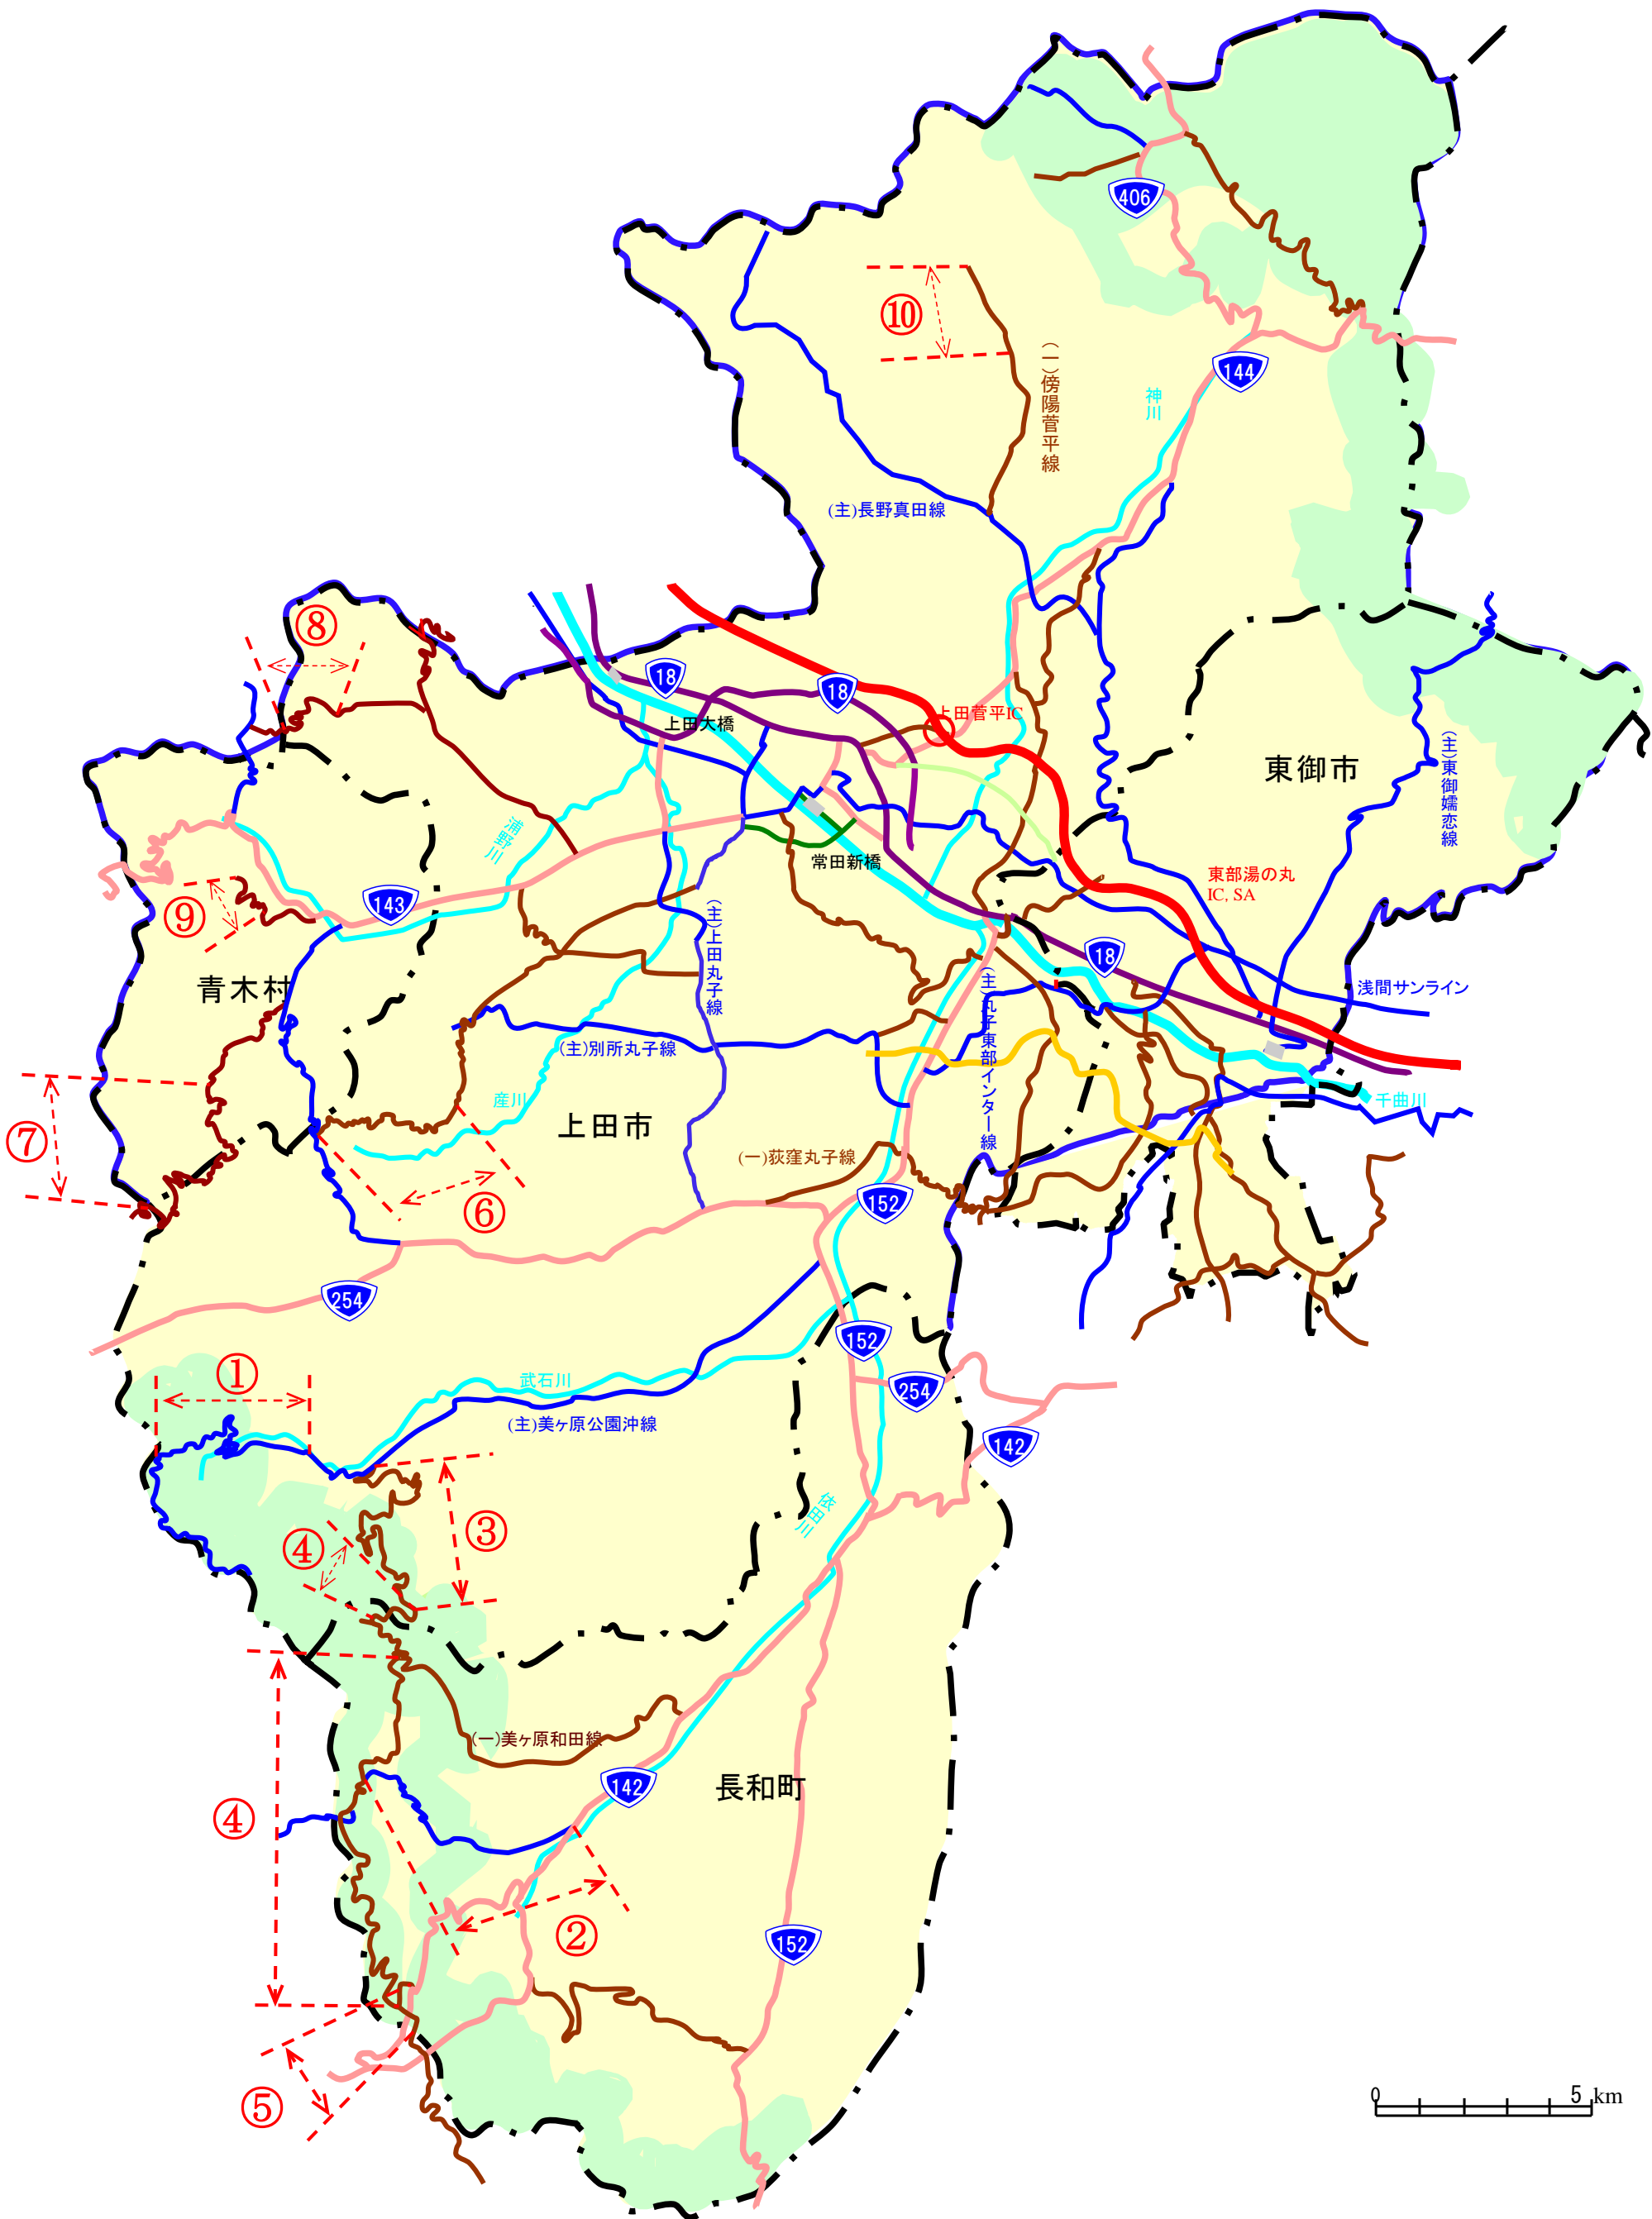 406
⑩
144
(一)傍陽菅平線
神川
(主)長野真田線
⑧
18
18
上田菅平IC
上田大橋
東御市
(主)東御嬬恋線
浦野川
常田新橋
東部湯の丸
IC, SA
143
⑨
(主)上田丸子線
18
青木村
(主)丸子東部インター線
浅間サンライン
(主)別所丸子線
産川
上田市
千曲川
⑦
(一)荻窪丸子線
⑥
152
254
152
①
武石川
254
(主)美ヶ原公園沖線
142
依田川
③
④
(一)美ヶ原和田線
142
長和町
④
②
152
⑤
0 5 km